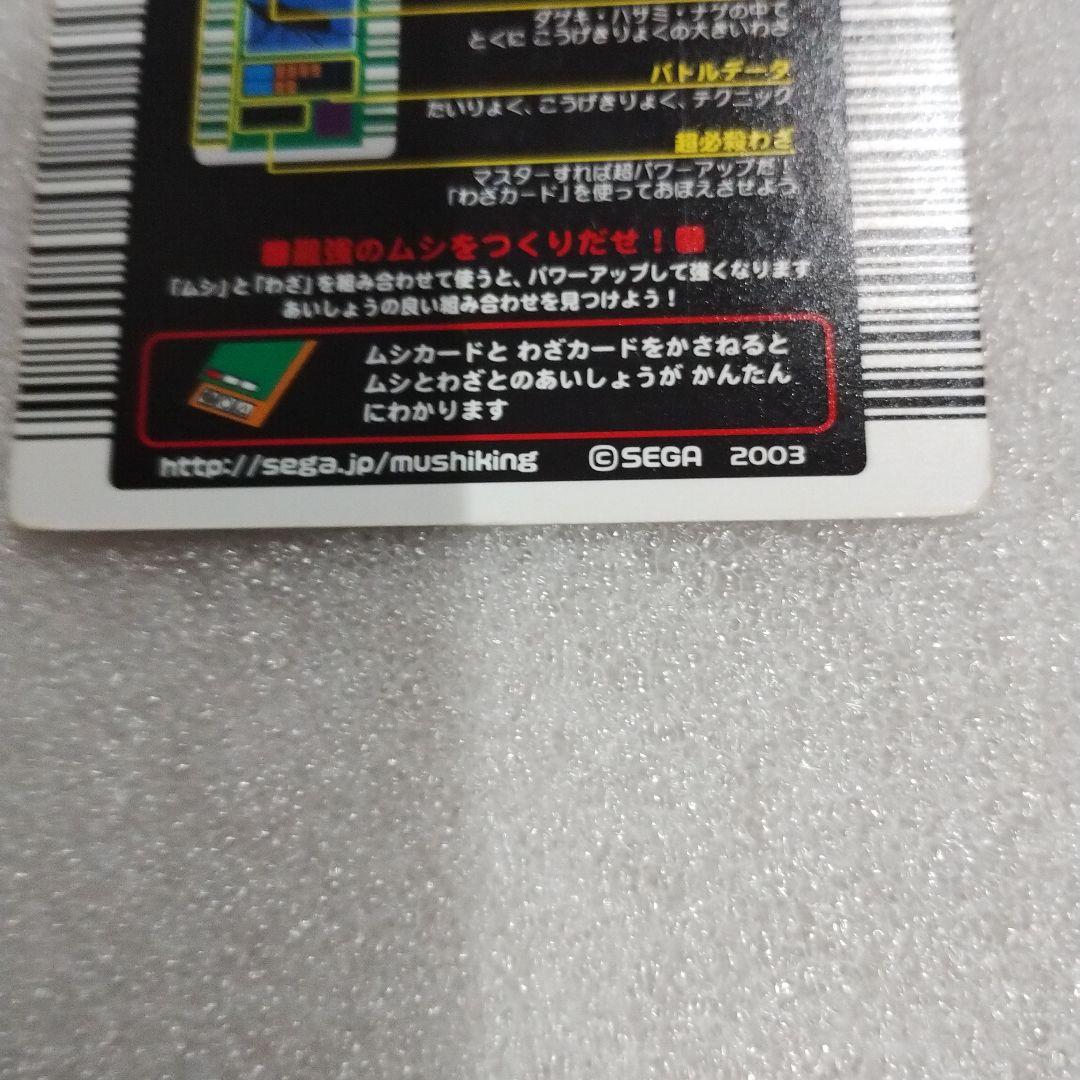 ダゲキ・ハサミ・ナゲの中で
とくに こうげきりょくの大きいわざ
バトルデータ
たいりょく、こうげきりょく、テクニック
超必殺わざ
マスターすれば超パワーアップだ!
「わざカード」を使っておぼえさせよう
最強のムシをつくりだせ!
『ムシ』と『わざ』を組み合わせて使うと、パワーアップして強くなります
あいしょうの良い組み合わせを見つけよう!
ムシカードと わざカードをかさねると
ムシとわざとのあいしょうが かんたん
にわかります
http://sega.jp/mushiking ©SEGA 2003